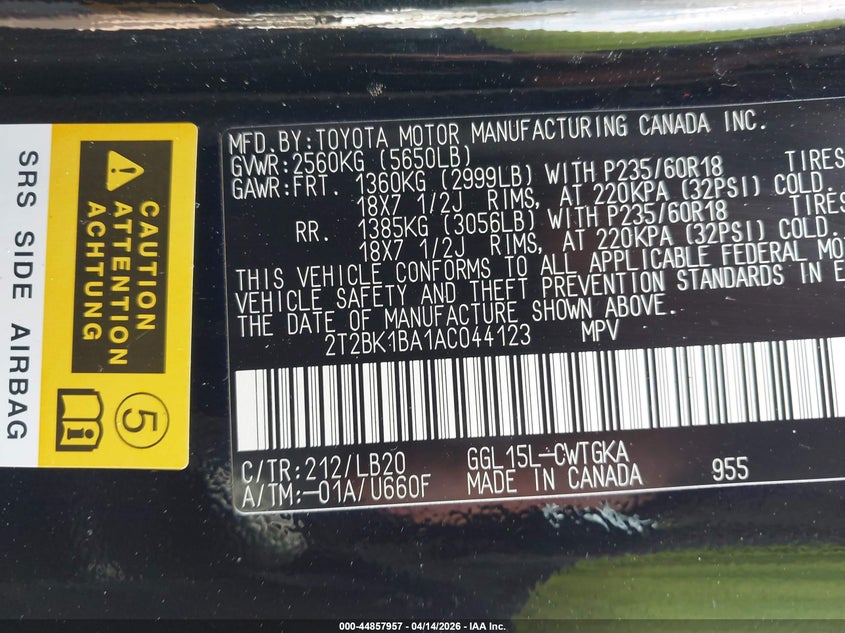 SRS SIDE AIRBAG
CAUTION
ATTENTION
ACHTUNG
5
MFD.BY:TOYOTA MOTOR MANUFACTURING CANADA INC.
GVWR:2560KG (5650LB)
GAWR:FRT. 1360KG (2999LB) WITH P235/60R18 TIRES
18X7 1/2J RIMS, AT 220KPA (32PSI) COLD.
RR. 1385KG (3056LB) WITH P235/60R18 TIRES
18X7 1/2J RIMS, AT 220KPA (32PSI) COLD.
THIS VEHICLE CONFORMS TO ALL APPLICABLE FEDERAL MO
VEHICLE SAFETY AND THEFT PREVENTION STANDARDS IN E
THE DATE OF MANUFACTURE SHOWN ABOVE.
2T2BK1BA1AC044123 MPV
C/TR:212/LB20 GGL15L-CWTGKA
A/TM:-01A/U660F MADE IN CANADA 955
000-44857957 - 04/14/2026 - IAA Inc.